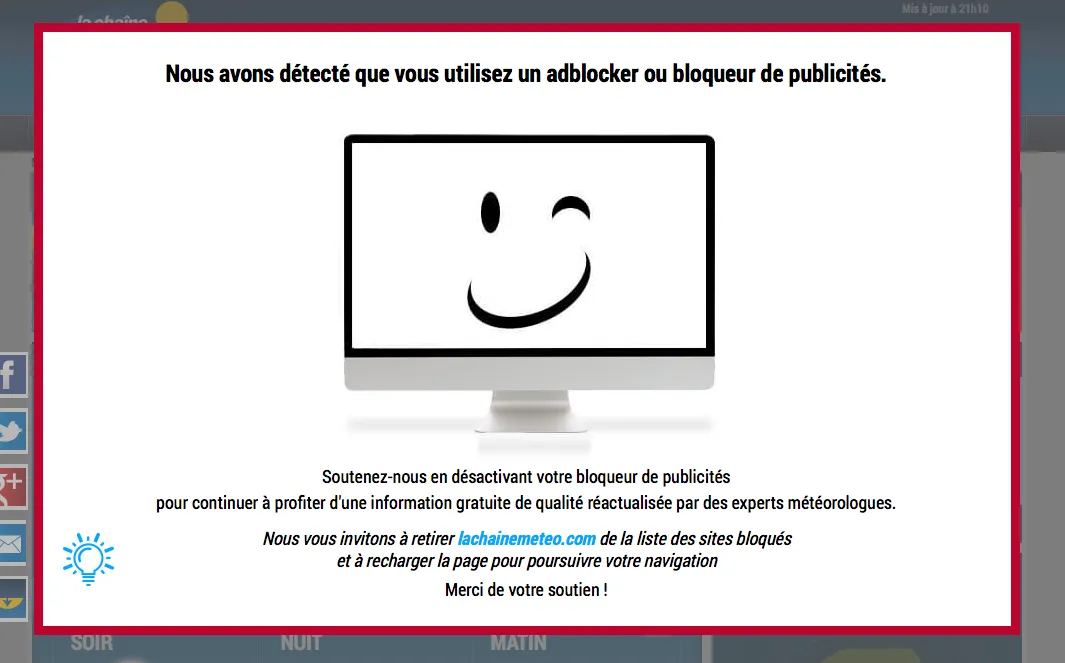 la chaîne
Mis à jour à 21h10
Nous avons détecté que vous utilisez un adblocker ou bloqueur de publicités.
f
g+
Soutenez-nous en désactivant votre bloqueur de publicités
pour continuer à profiter d'une information gratuite de qualité réactualisée par des experts météorologues.
Nous vous invitons à retirer lachainemeteo.com de la liste des sites bloqués
et à recharger la page pour poursuivre votre navigation
Merci de votre soutien !
SOIR NUIT MATIN